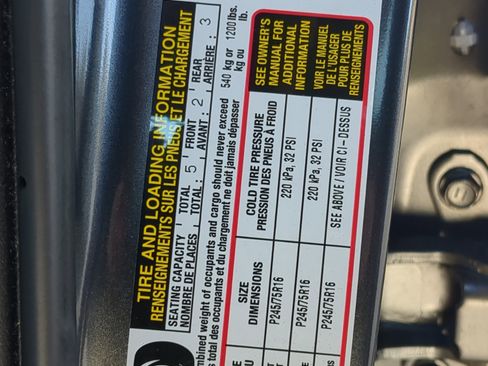 TIRE AND LOADING INFORMATION
RENSEIGNEMENTS SUR LES PNEUS ET LE CHARGEMENT
SEATING CAPACITY TOTAL 5 FRONT 2 REAR 3
NOMBRE DE PLACES TOTAL : AVANT : ARRIÈRE :
combined weight of occupants and cargo should never exceed 540 kg or 1200 lbs.
total des occupants et du chargement ne doit jamais dépasser kg ou lb.
SIZE
DIMENSIONS
COLD TIRE PRESSURE
PRESSION DES PNEUS À FROID
SEE OWNER'S
MANUAL FOR
ADDITIONAL
INFORMATION
P245/75R16 220 kPa, 32 PSI
P245/75R16 220 kPa, 32 PSI
P245/75R16 SEE ABOVE / VOIR CI - DESSUS
VOIR LE MANUEL
DE L'USAGER
POUR PLUS DE
RENSEIGNEMENTS